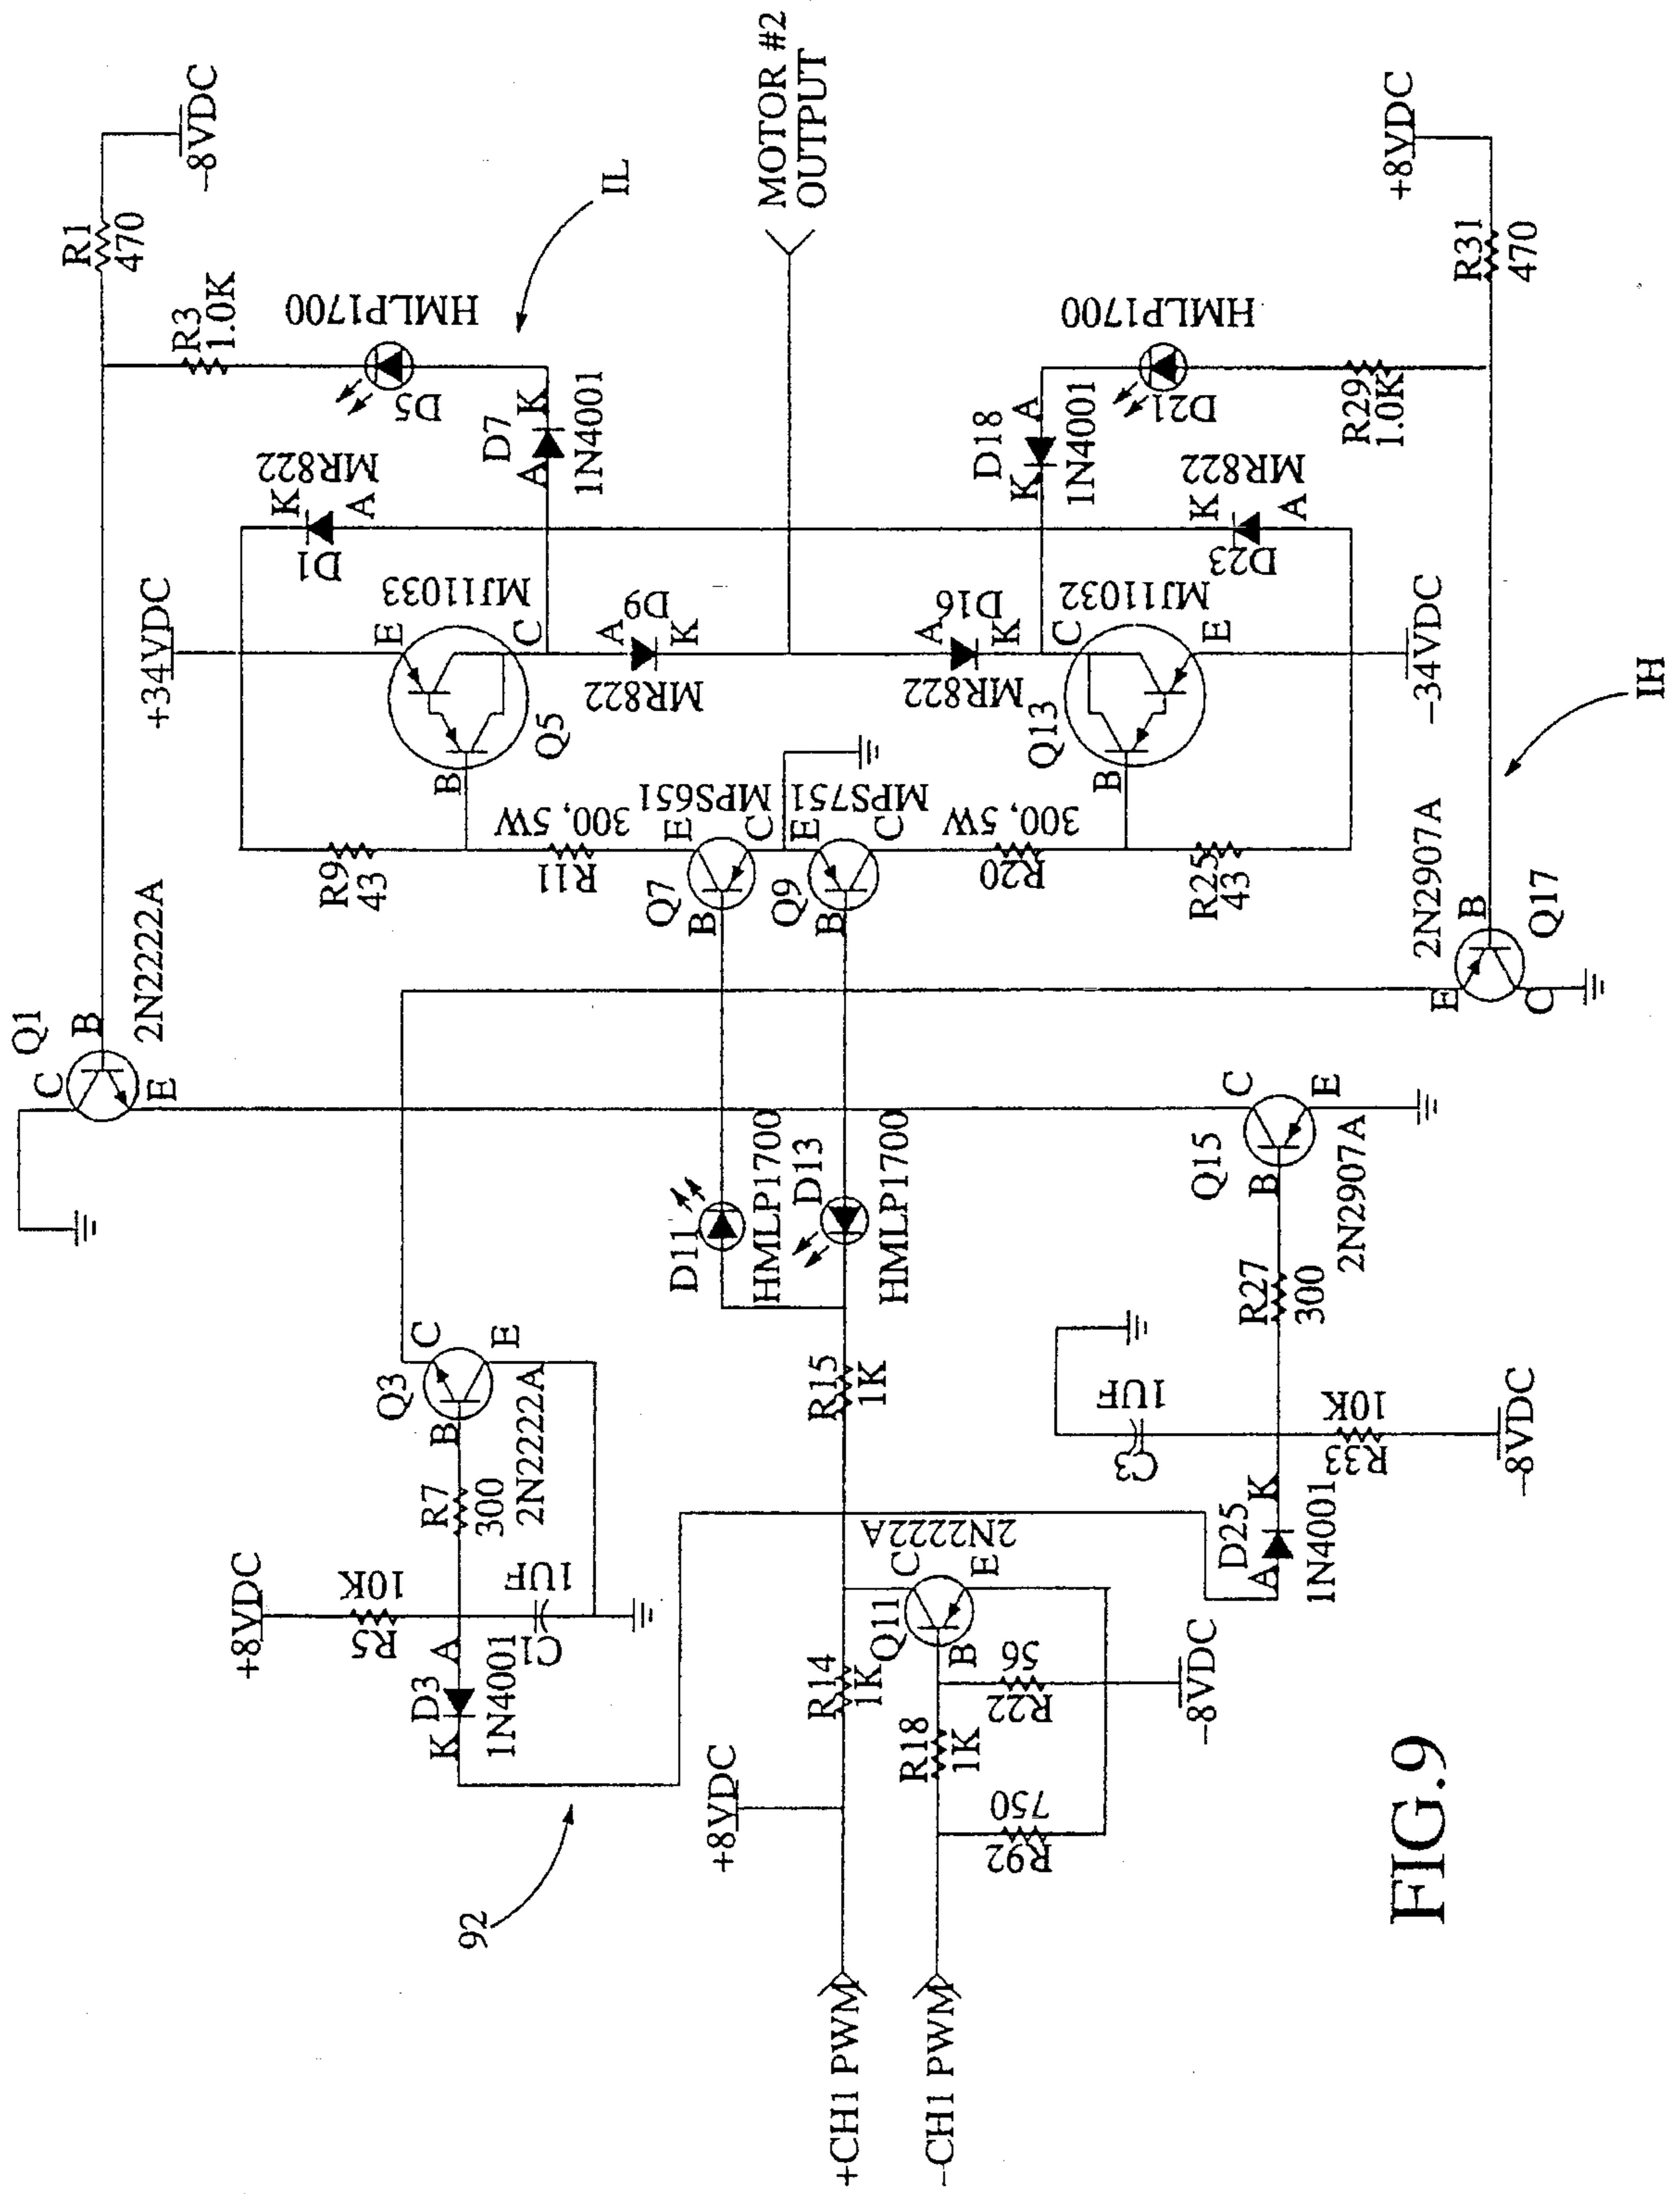 Q1
C
B
E
2N2222A
R1
470
-8VDC
R3
1.0K
D5
HMLP1700
IL
D7
A
K
1N4001
+34VDC
D1
K
A
MR822
R9
43
Q5
B
E
C
MJ11033
D9
A
K
MR822
R11
300, 5W
Q7
B
E
C
MPS651
MOTOR #2
OUTPUT
Q9
B
E
C
MPS751
D16
A
K
MR822
R20
300, 5W
Q13
B
C
E
MJ11032
R25
43
D18
K
A
1N4001
D21
HMLP1700
D23
K
A
MR822
R29
1.0K
-34VDC
+8VDC
R31
470
IH
Q17
B
E
C
2N2907A
+8VDC
R5
10K
D3
K
A
1N4001
C1
1UF
R7
300
Q3
B
C
E
2N2222A
92
D11
HMLP1700
D13
HMLP1700
+8VDC
R14
1K
R15
1K
+CH1 PWM
-CH1 PWM
Q11
B
C
E
2N2222A
R18
1K
R22
56
R92
750
-8VDC
C3
1UF
D25
A
K
1N4001
R33
10K
-8VDC
R27
300
Q15
B
C
E
2N2907A
FIG.9